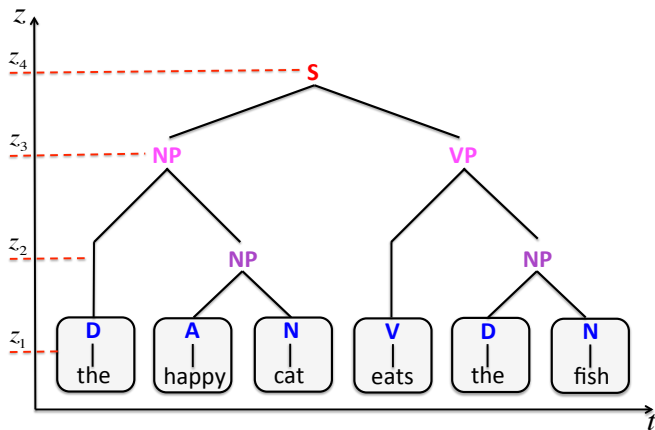 z
z4
S
z3
NP VP
z2
NP NP
D A N V D N
z1
the happy cat eats the fish
t